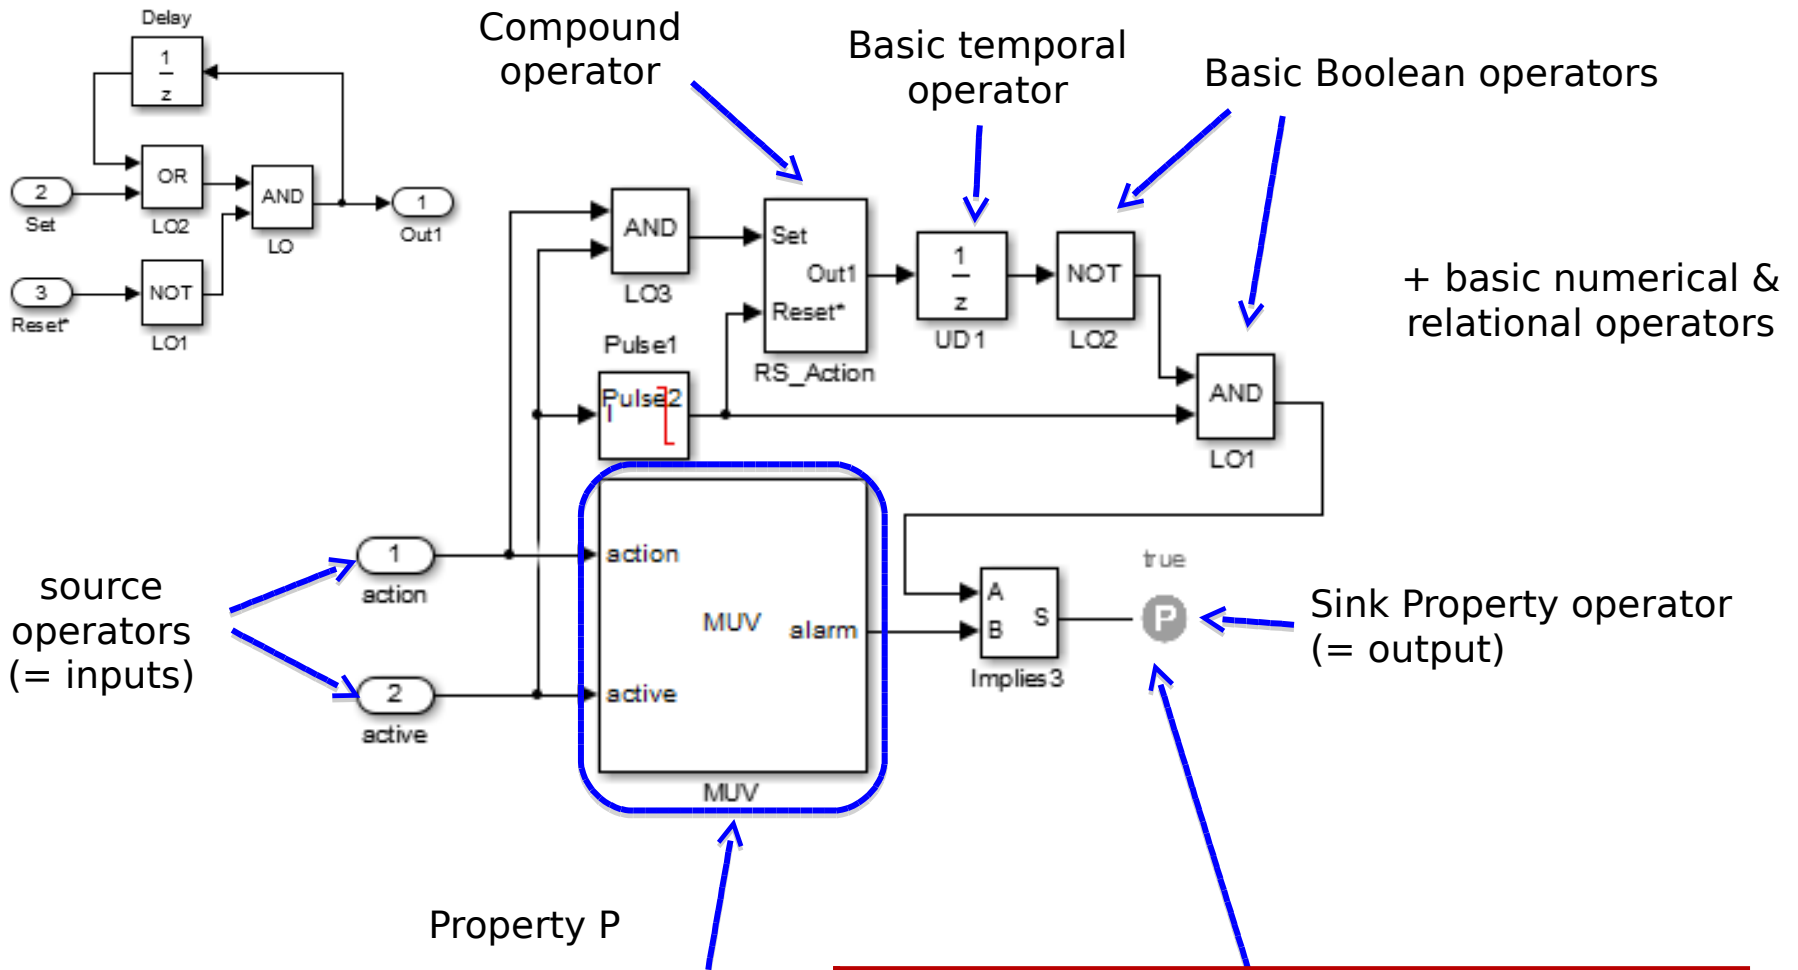 Delay
1
z
OR
LO2
AND
LO
2
Set
1
Out1
3
Reset*
NOT
LO1
Compound
operator
Basic temporal
operator
Basic Boolean operators
+ basic numerical &
relational operators
AND
LO3
Set
Out1
Reset*
RS_Action
1
z
UD1
NOT
LO2
Pulse1
Pulse2
AND
LO1
source
operators
(= inputs)
1
action
2
active
action
MUV
alarm
active
MUV
A
B
S
Implies3
true
P
Sink Property operator
(= output)
Property P